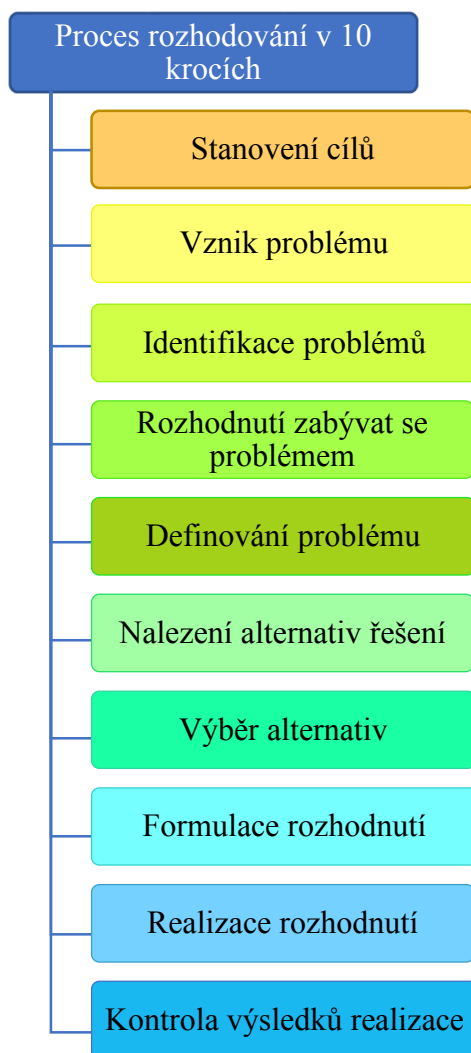 Proces rozhodování v 10
krocích
Stanovení cílů
Vznik problému
Identifikace problémů
Rozhodnutí zabývat se
problémem
Definování problému
Nalezení alternativ řešení
Výběr alternativ
Formulace rozhodnutí
Realizace rozhodnutí
Kontrola výsledků realizace